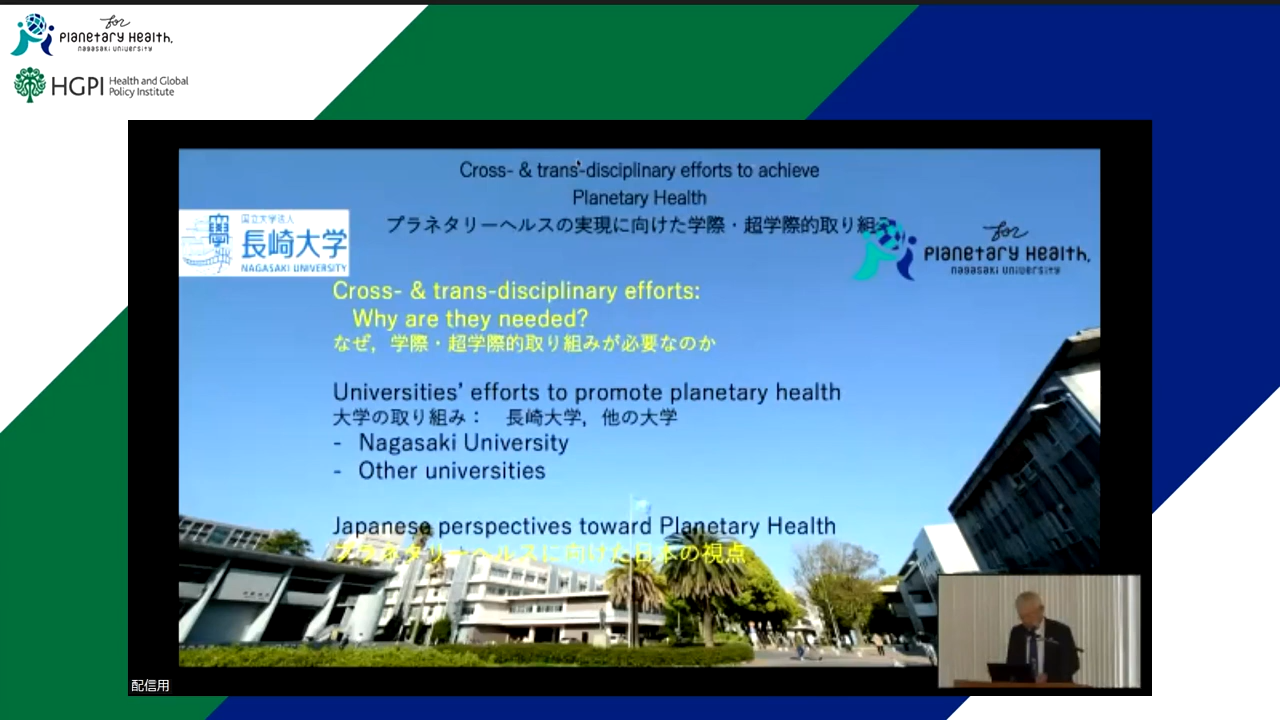 for
Planetary Health,
nagasaki university
HGPI
Health and Global
Policy Institute
Cross- & trans-disciplinary efforts to achieve
Planetary Health
プラネタリーヘルスの実現に向けた学際・超学際的取り組み
国立大学法人
長崎大学
NAGASAKI UNIVERSITY
for
Planetary Health,
nagasaki university
Cross- & trans-disciplinary efforts:
Why are they needed?
なぜ，学際・超学際的取り組みが必要なのか
Universities’ efforts to promote planetary health
大学の取り組み： 長崎大学，他の大学
- Nagasaki University
- Other universities
Japanese perspectives toward Planetary Health
プラネタリーヘルスに向けた日本の視点
配信用